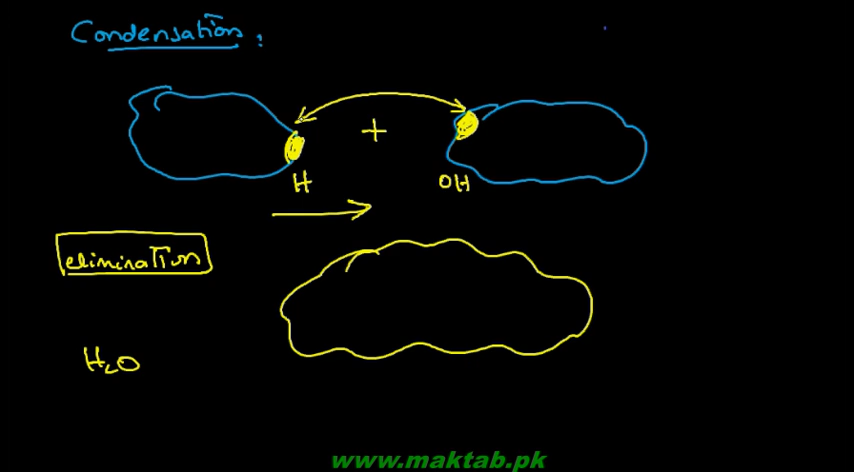 Condensation :
+
H
OH
elimination
H₂O
www.maktab.pk